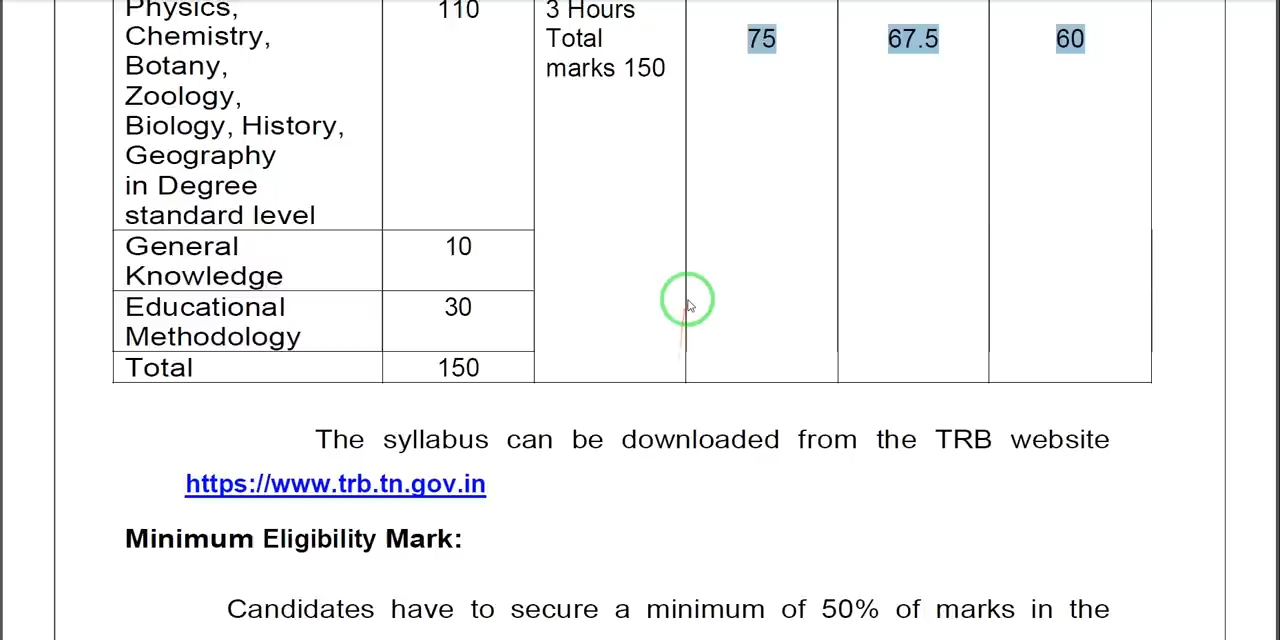 Physics, 110 3 Hours
Chemistry, Total 75 67.5 60
Botany, marks 150
Zoology,
Biology, History,
Geography
in Degree
standard level
General 10
Knowledge
Educational 30
Methodology
Total 150
The syllabus can be downloaded from the TRB website
https://www.trb.tn.gov.in
Minimum Eligibility Mark:
Candidates have to secure a minimum of 50% of marks in the